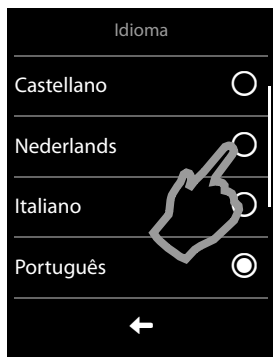 Idioma
Castellano
Nederlands
Italiano
Português